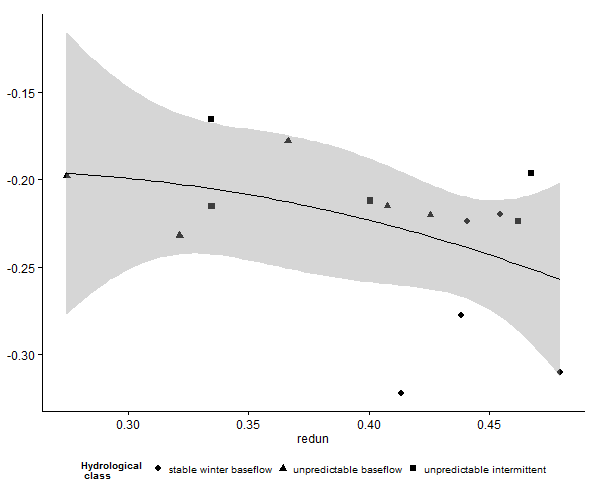 -0.15
-0.20
-0.25
-0.30
0.30 0.35 0.40 0.45
redun
Hydrological
class
stable winter baseflow unpredictable baseflow unpredictable intermittent